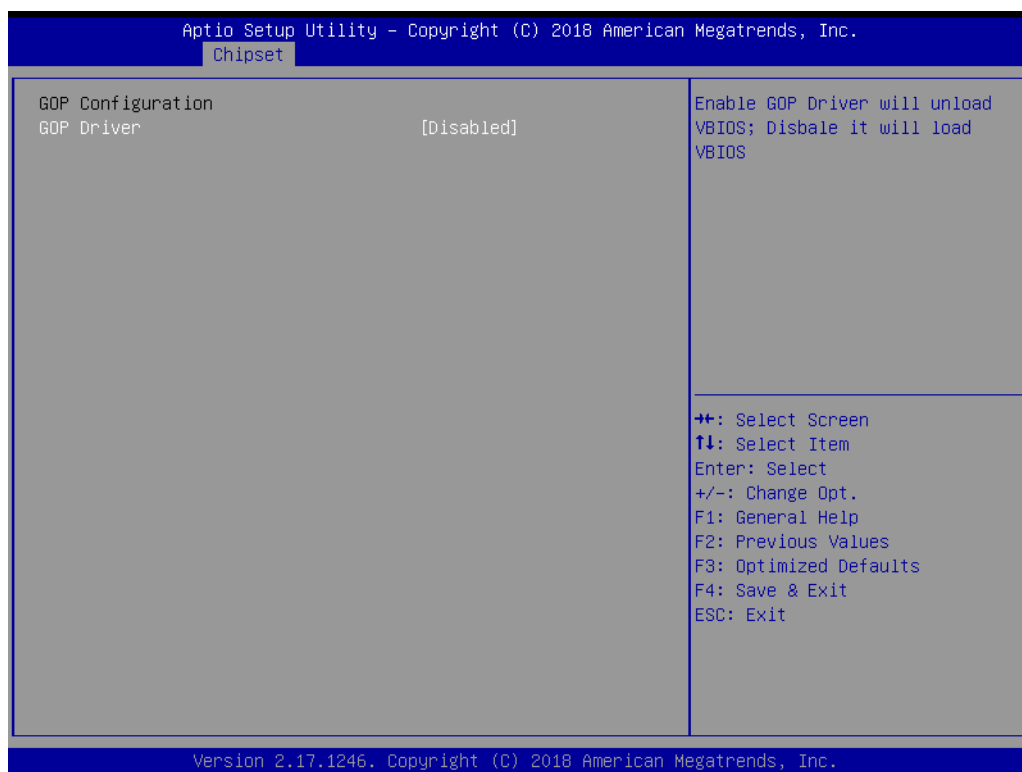 Aptio Setup Utility – Copyright (C) 2018 American Megatrends, Inc.
Chipset
GOP Configuration
GOP Driver [Disabled]
Enable GOP Driver will unload
VBIOS; Disbale it will load
VBIOS
→←: Select Screen
↑↓: Select Item
Enter: Select
+/-: Change Opt.
F1: General Help
F2: Previous Values
F3: Optimized Defaults
F4: Save & Exit
ESC: Exit
Version 2.17.1246. Copyright (C) 2018 American Megatrends, Inc.